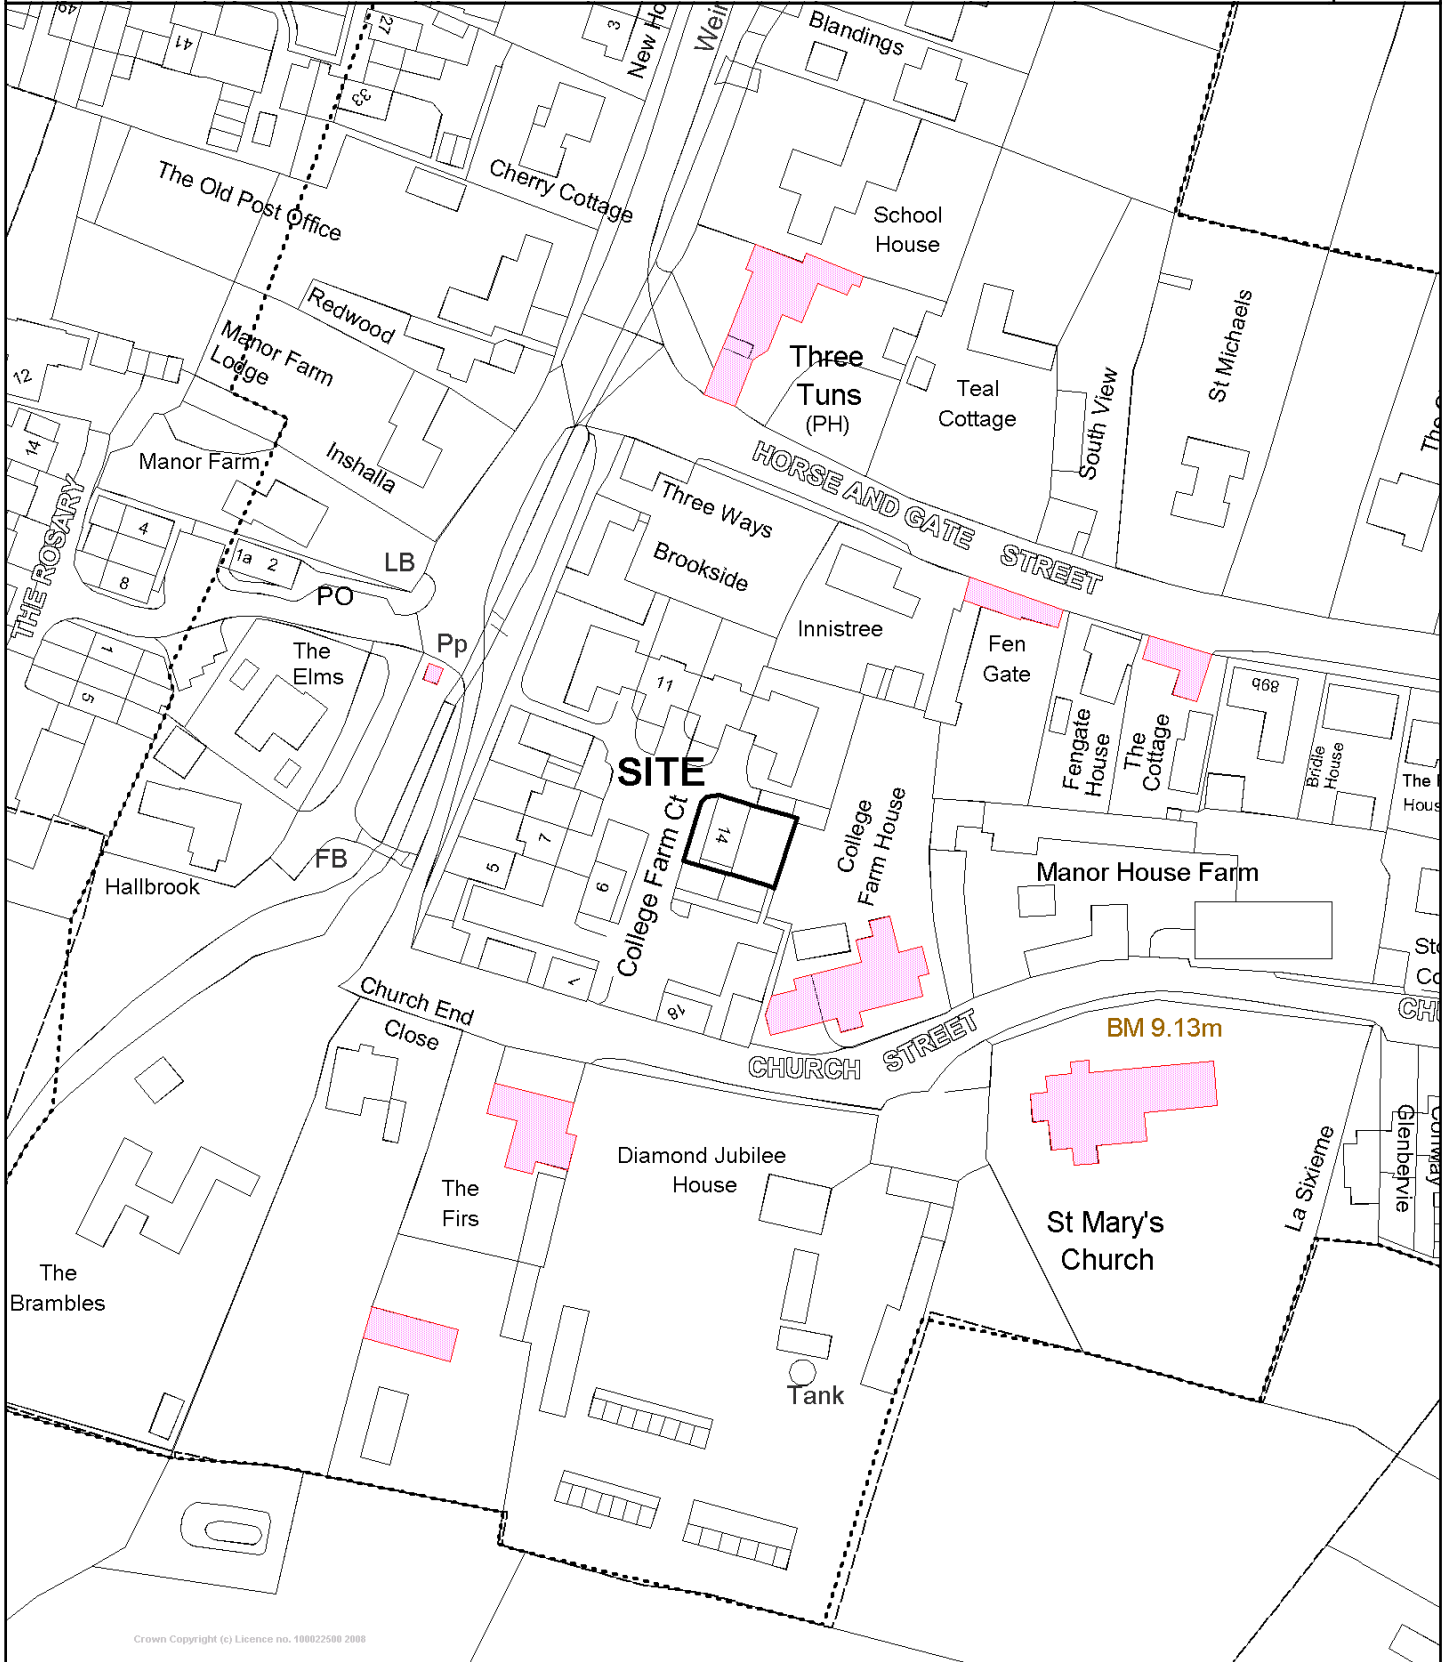 49
41
27
33
3
New Ho
Weir
Blandings
The Old Post Office
Cherry Cottage
School
House
Redwood
Manor Farm
Lodge
12
14
Three
Tuns
(PH)
Teal
Cottage
South View
St Michaels
Manor Farm
Inshalla
THE ROSARY
4
8
1a
2
LB
PO
HORSE AND GATE STREET
Three Ways
Brookside
Innistree
Fen
Gate
Fengate
House
The
Cottage
89b
Bridle
House
1
5
The
Elms
Pp
11
SITE
14
College Farm Ct
College
Farm House
Manor House Farm
Hallbrook
FB
5
7
9
1
18
Church End
Close
CHURCH STREET
BM 9.13m
Diamond Jubilee
House
The
Firs
St Mary's
Church
La Sixieme
Glenbervie
The
Brambles
Tank
Crown Copyright (c) Licence no. 100022500 2008